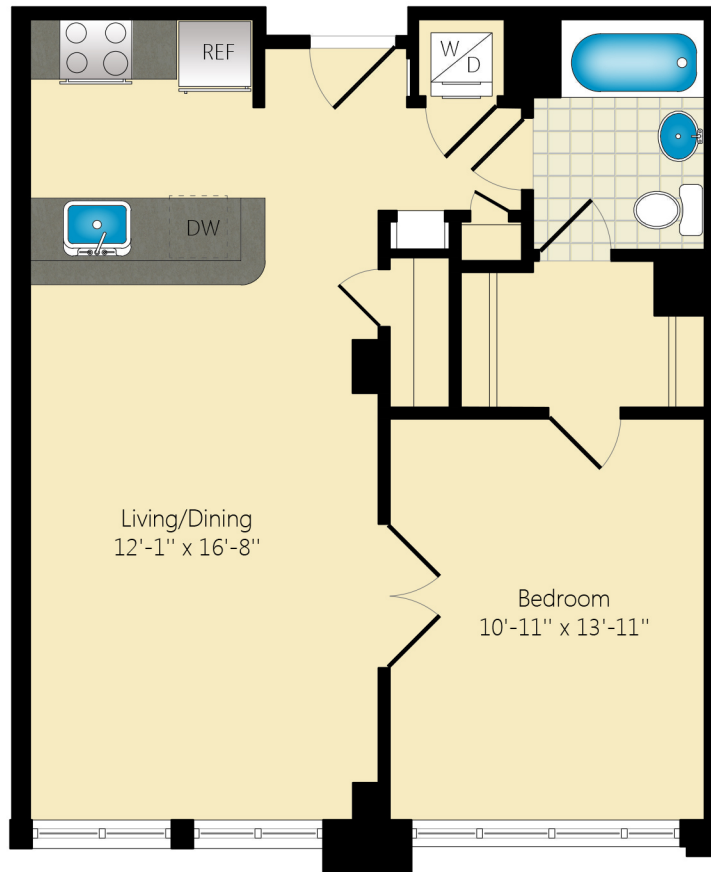 REF
W
D
DW
Living/Dining
12'-1" x 16'-8"
Bedroom
10'-11" x 13'-11"